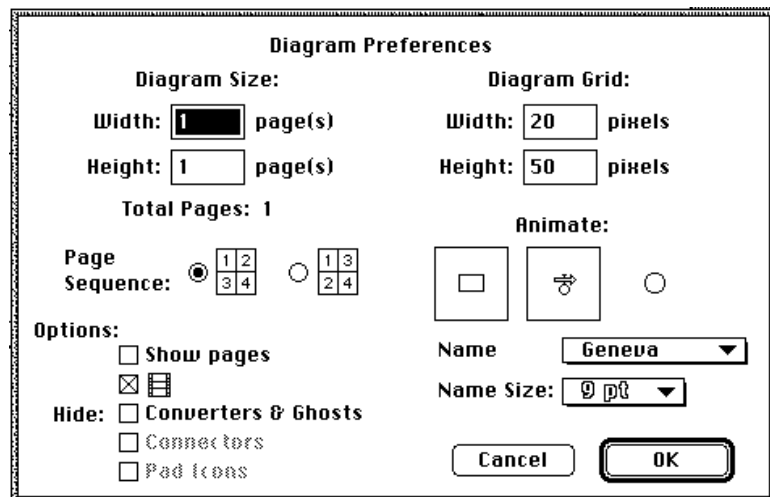 Diagram Preferences
Diagram Size:
Width: 1 page(s)
Height: 1 page(s)
Total Pages: 1
Page
Sequence:
1 2
3 4
1 3
2 4
Options:
Show pages
Hide: Converters & Ghosts
Connectors
Pad Icons
Diagram Grid:
Width: 20 pixels
Height: 50 pixels
Animate:
Name Geneva
Name Size: 9 pt
Cancel OK